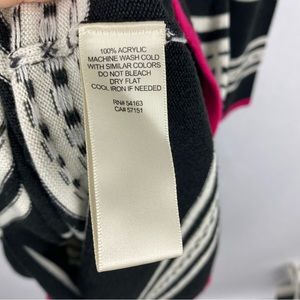 100% ACRYLIC
MACHINE WASH COLD
WITH SIMILAR COLORS
DO NOT BLEACH
DRY FLAT
COOL IRON IF NEEDED
RN# 54163
CA# 57151